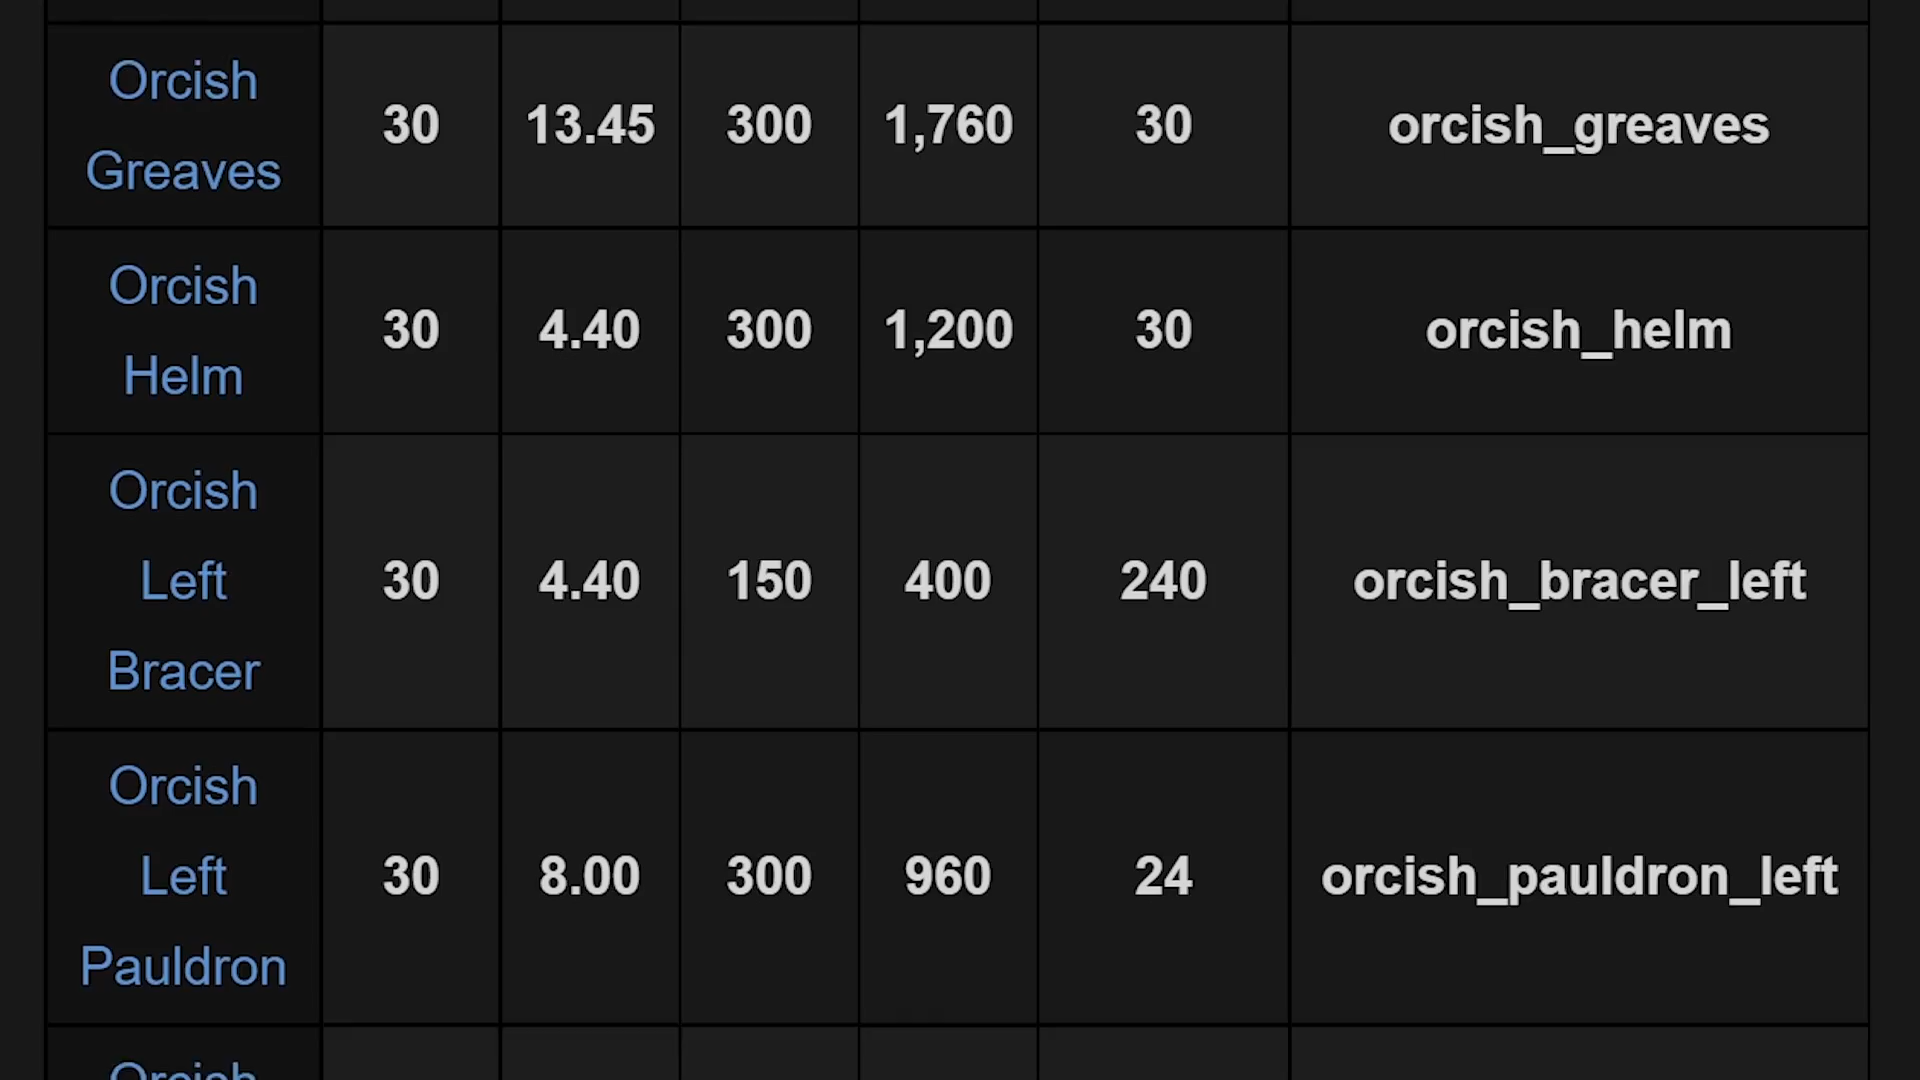 Orcish
Greaves
30 13.45 300 1,760 30 orcish_greaves
Orcish
Helm
30 4.40 300 1,200 30 orcish_helm
Orcish
Left
Bracer
30 4.40 150 400 240 orcish_bracer_left
Orcish
Left
Pauldron
30 8.00 300 960 24 orcish_pauldron_left
Orcish